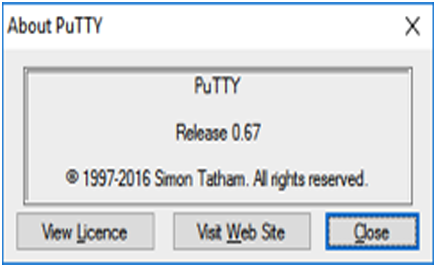 About PuTTY
PuTTY
Release 0.67
© 1997-2016 Simon Tatham. All rights reserved.
View Licence
Visit Web Site
Close